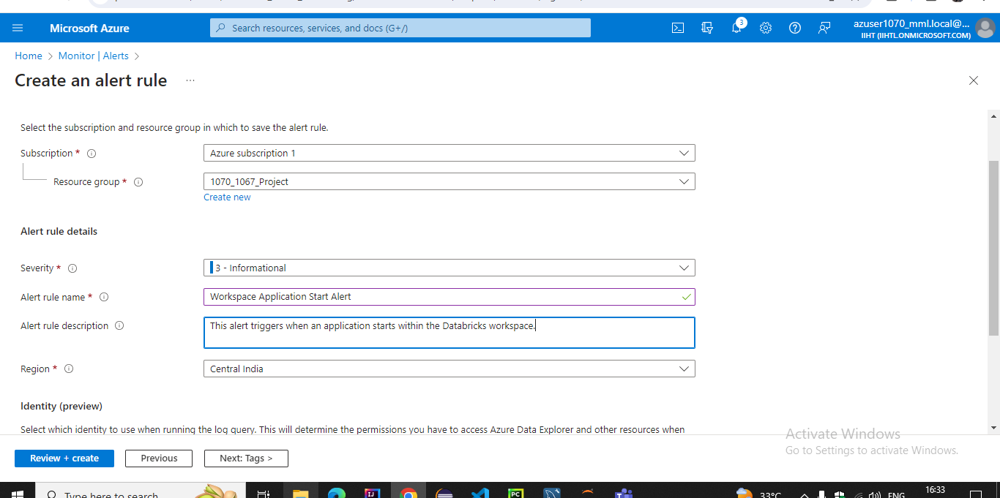 Microsoft Azure
Search resources, services, and docs (G+/)
3
azuser1070_mml.local@...
IIHT (IIHTLONMICROSOFT.COM)
Home > Monitor | Alerts >
Create an alert rule ...
Select the subscription and resource group in which to save the alert rule.
Subscription *
Azure subscription 1
Resource group *
1070_1067_Project
Create new
Alert rule details
Severity *
3 - Informational
Alert rule name *
Workspace Application Start Alert
Alert rule description
This alert triggers when an application starts within the Databricks workspace.
Region *
Central India
Identity (preview)
Select which identity to use when running the log query. This will determine the permissions you have to access Azure Data Explorer and other resources when
Activate Windows
Go to Settings to activate Windows.
Review + create
Previous
Next: Tags >
Type here to search
IJ
PC
T
33°C
ENG
16:33